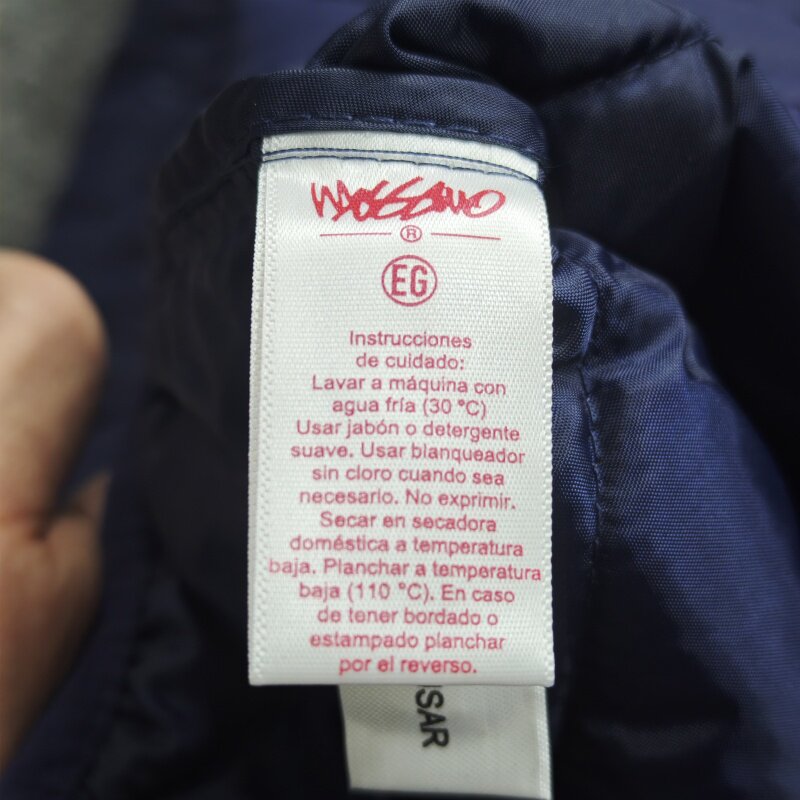 MOSSIMO
®
EG
Instrucciones
de cuidado:
Lavar a máquina con
agua fría (30 °C)
Usar jabón o detergente
suave. Usar blanqueador
sin cloro cuando sea
necesario. No exprimir.
Secar en secadora
doméstica a temperatura
baja. Planchar a temperatura
baja (110 °C). En caso
de tener bordado o
estampado planchar
por el reverso.